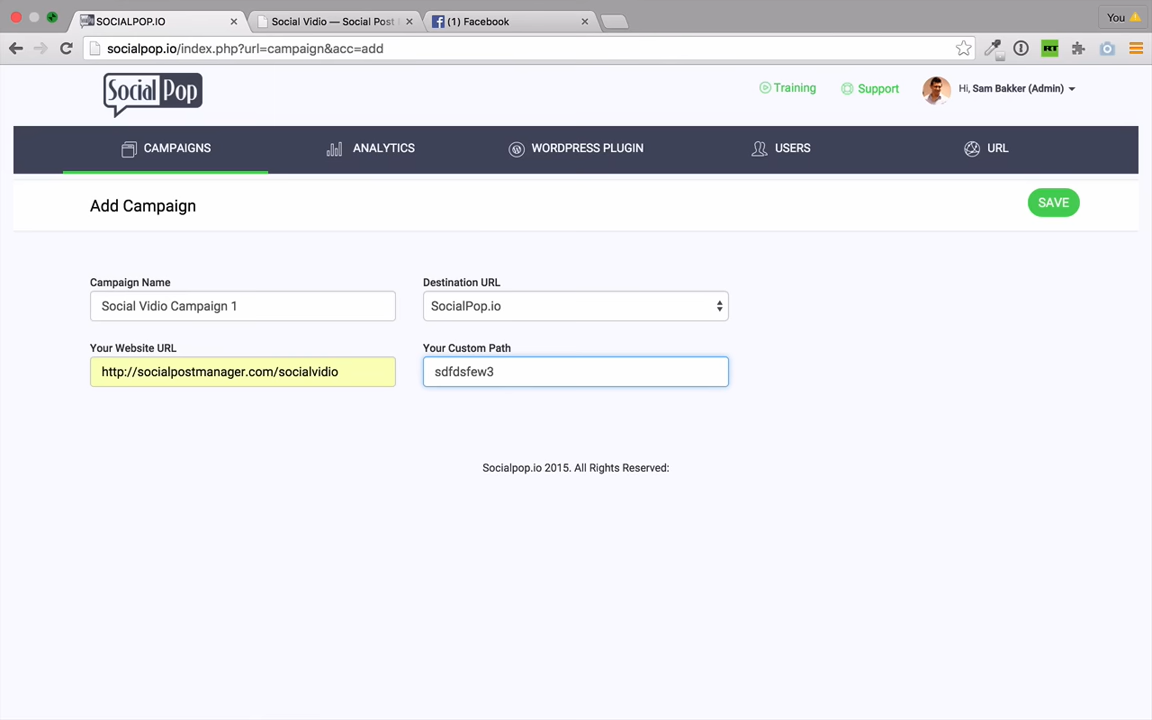 SOCIALPOP.IO
Social Vidio — Social Post
(1) Facebook
You
socialpop.io/index.php?url=campaign&acc=add
RT
Social Pop
Training
Support
Hi, Sam Bakker (Admin)
CAMPAIGNS
ANALYTICS
WORDPRESS PLUGIN
USERS
URL
Add Campaign
SAVE
Campaign Name
Destination URL
Social Vidio Campaign 1
SocialPop.io
Your Website URL
Your Custom Path
http://socialpostmanager.com/socialvidio
sdfdsfew3
Socialpop.io 2015. All Rights Reserved: